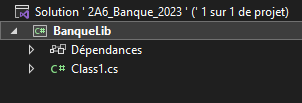 Solution ' 2A6_Banque_2023 ' (' 1 sur 1 de projet)
C# BanqueLib
Dépendances
C# Class1.cs